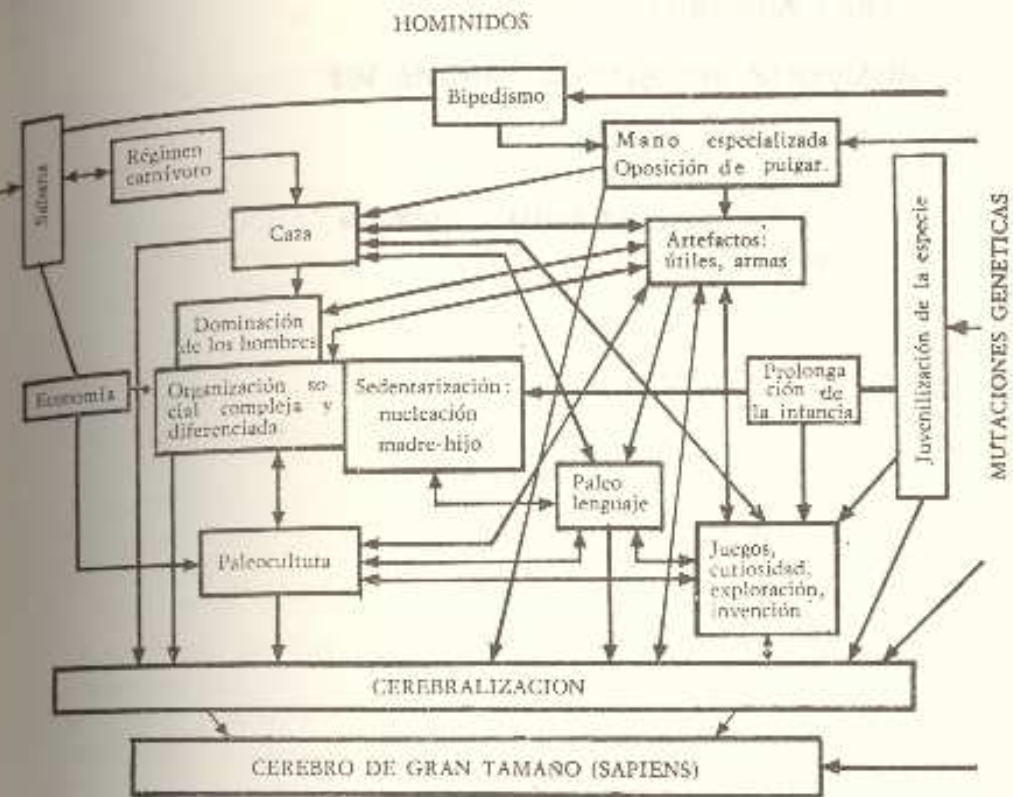 HOMINIDOS
Bipedismo
Mano especializada
Oposición de pulgar.
Sabana
Régimen
carnívoro
Caza
Artefactos:
útiles, armas
Juvenilización de la especie
MUTACIONES GENETICAS
Dominación
de los hombres
Economía
Organización so
cial compleja y
diferenciada
Sedentarización:
nucleación
madre-hijo
Prolonga
ción de
la infancia
Paleo
lenguaje
Paleocultura
Juegos,
curiosidad,
exploración,
invención
CEREBRALIZACION
CEREBRO DE GRAN TAMAÑO (SAPIENS)